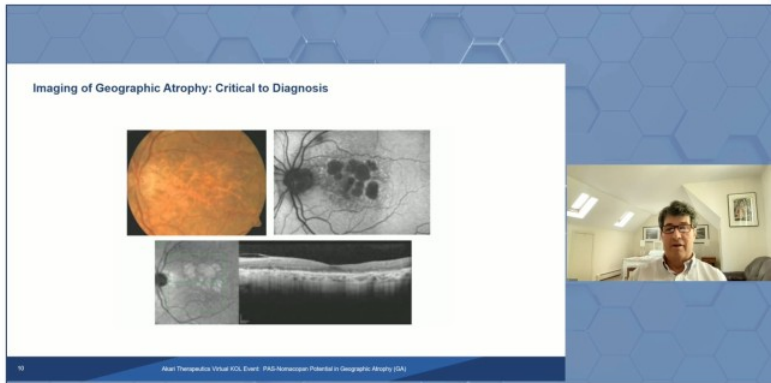 Imaging of Geographic Atrophy: Critical to Diagnosis
10
Akari Therapeutics Virtual KOL Event: PAS-Nomacopan Potential in Geographic Atrophy (GA)